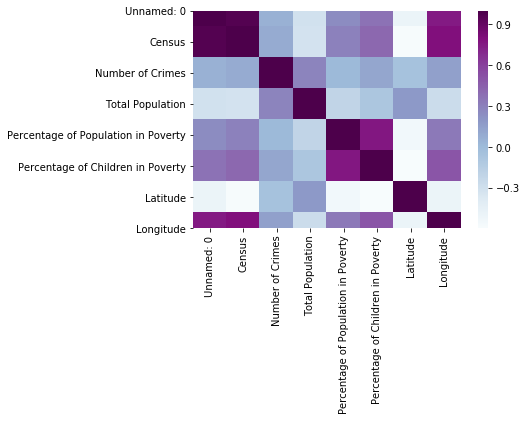 Unnamed: 0
Census
Number of Crimes
Total Population
Percentage of Population in Poverty
Percentage of Children in Poverty
Latitude
Longitude
Unnamed: 0
Census
Number of Crimes
Total Population
Percentage of Population in Poverty
Percentage of Children in Poverty
Latitude
Longitude
0.9
0.6
0.3
0.0
−0.3